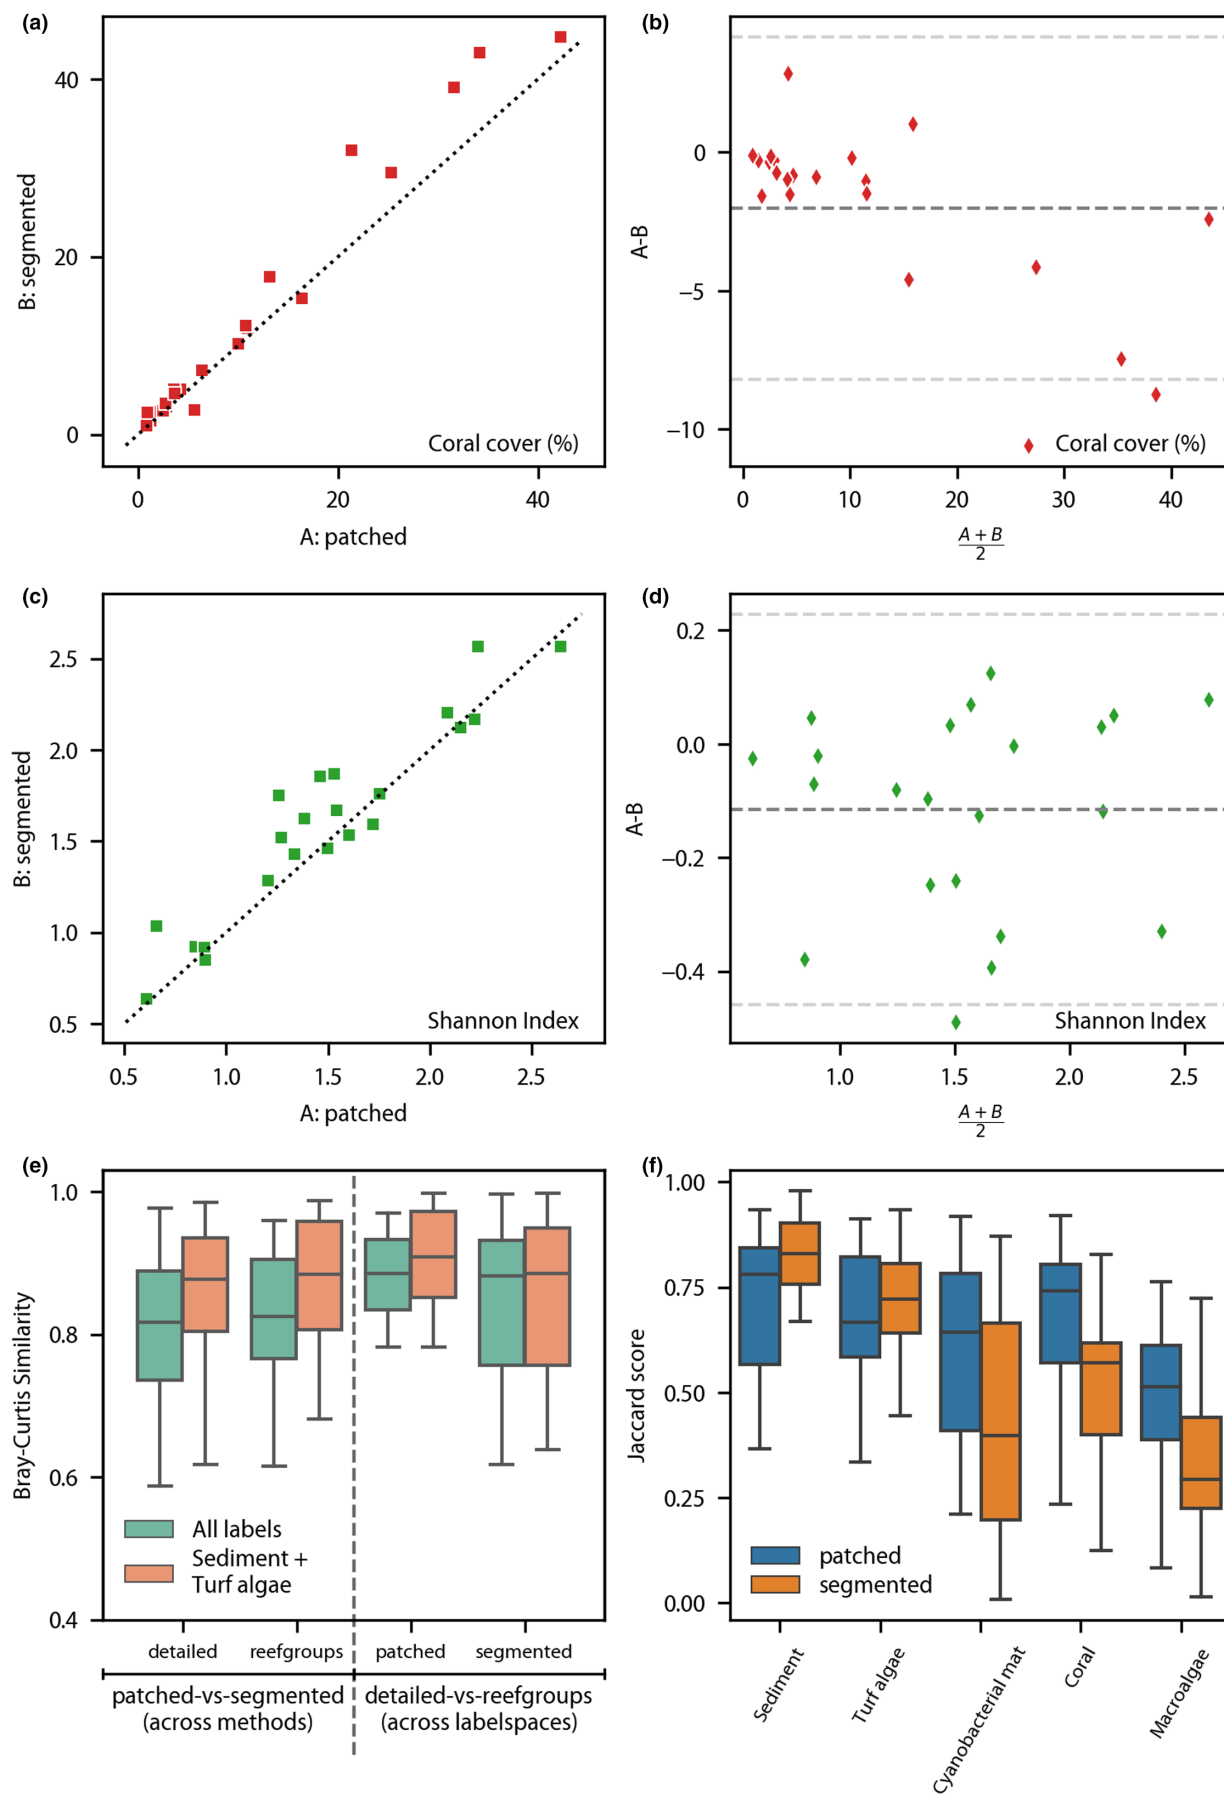 (a)
40
20
0
B: segmented
Coral cover (%)
0 20 40
A: patched
(b)
0
−5
−10
A-B
Coral cover (%)
0 10 20 30 40
A + B
2
(c)
2.5
2.0
1.5
1.0
0.5
B: segmented
Shannon Index
0.5 1.0 1.5 2.0 2.5
A: patched
(d)
0.2
0.0
−0.2
−0.4
A-B
Shannon Index
1.0 1.5 2.0 2.5
A + B
2
(e)
1.0
0.8
0.6
0.4
Bray-Curtis Similarity
All labels
Sediment +
Turf algae
detailed reefgroups patched segmented
patched-vs-segmented
(across methods)
detailed-vs-reefgroups
(across labelspaces)
(f)
1.00
0.75
0.50
0.25
0.00
Jaccard score
patched
segmented
Sediment
Turf algae
Cyanobacterial mat
Coral
Macroalgae